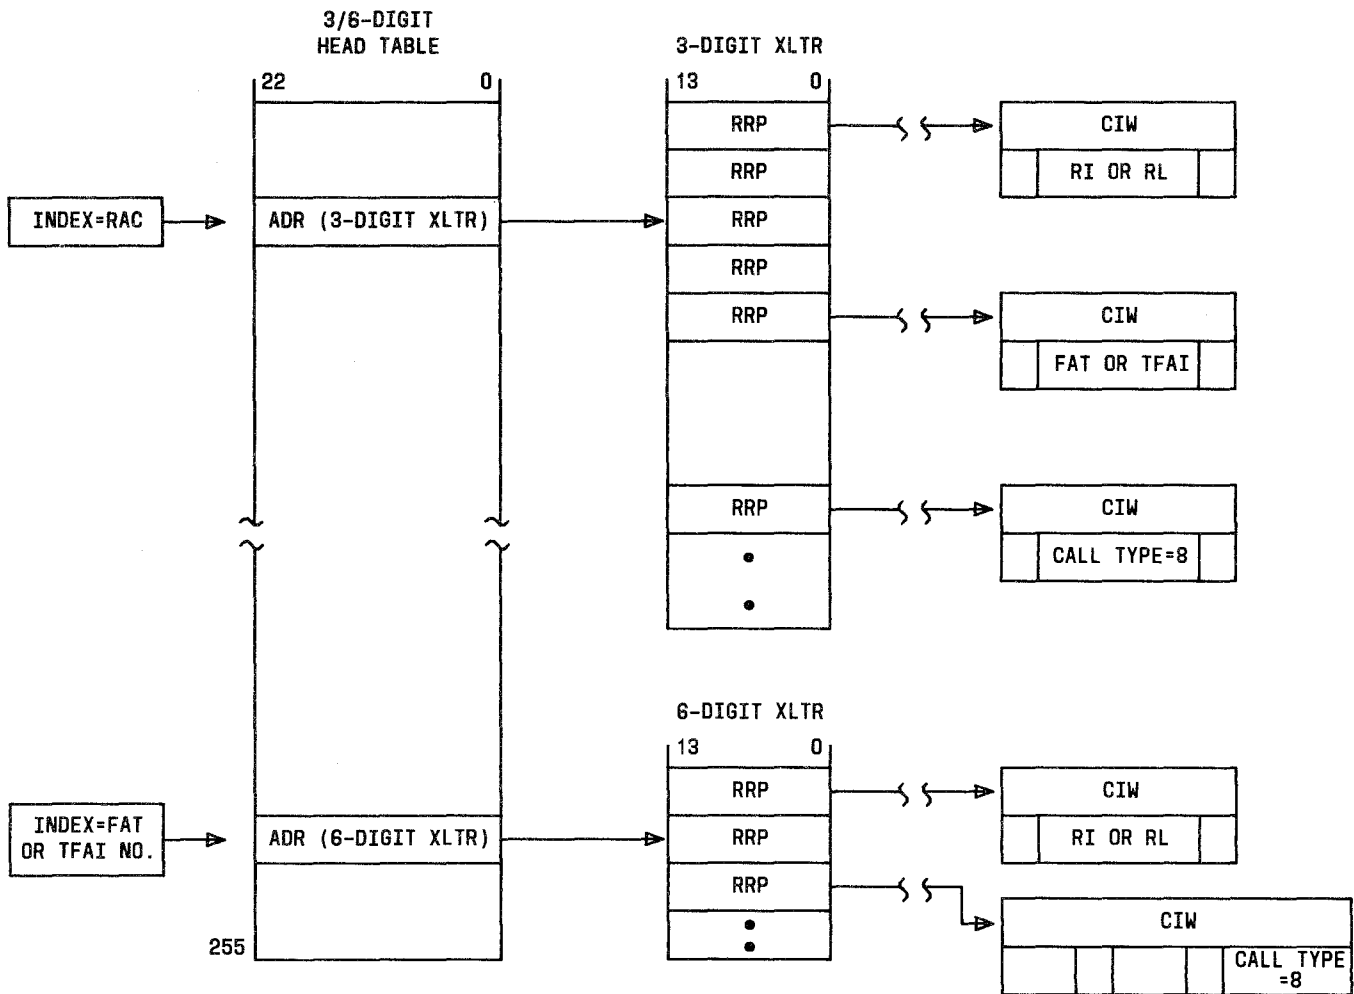 3/6-DIGIT
HEAD TABLE
3-DIGIT XLTR
22 0
13 0
RRP
CIW
RRP
RI OR RL
INDEX=RAC
ADR (3-DIGIT XLTR)
RRP
RRP
RRP
CIW
FAT OR TFAI
RRP
CIW
CALL TYPE=8
6-DIGIT XLTR
13 0
RRP
CIW
INDEX=FAT
OR TFAI NO.
ADR (6-DIGIT XLTR)
RRP
RI OR RL
RRP
CIW
255
CALL TYPE
=8